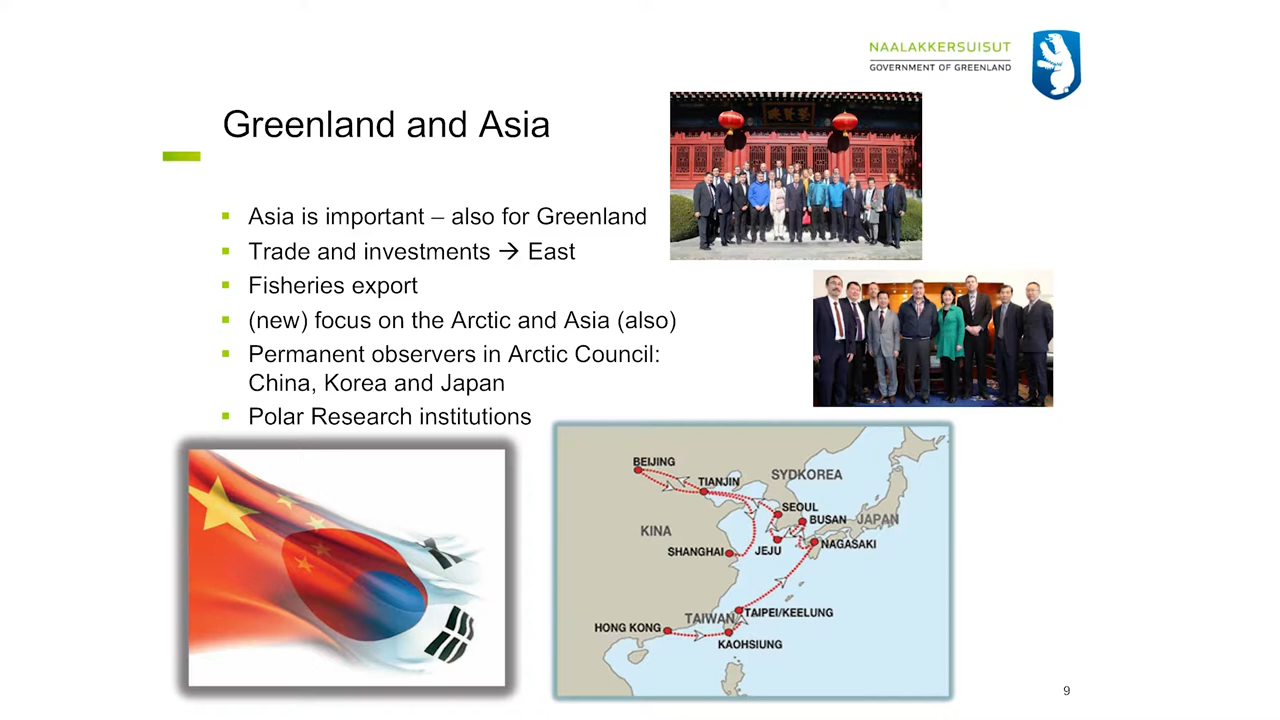 NAALAKKERSUISUT
GOVERNMENT OF GREENLAND
Greenland and Asia
▪ Asia is important – also for Greenland
▪ Trade and investments → East
▪ Fisheries export
▪ (new) focus on the Arctic and Asia (also)
▪ Permanent observers in Arctic Council:
China, Korea and Japan
▪ Polar Research institutions
BEIJING
TIANJIN
SYDKOREA
SEOUL
BUSAN
JAPAN
KINA
SHANGHAI
JEJU
NAGASAKI
TAIWAN
TAIPEI/KEELUNG
HONG KONG
KAOHSIUNG
9